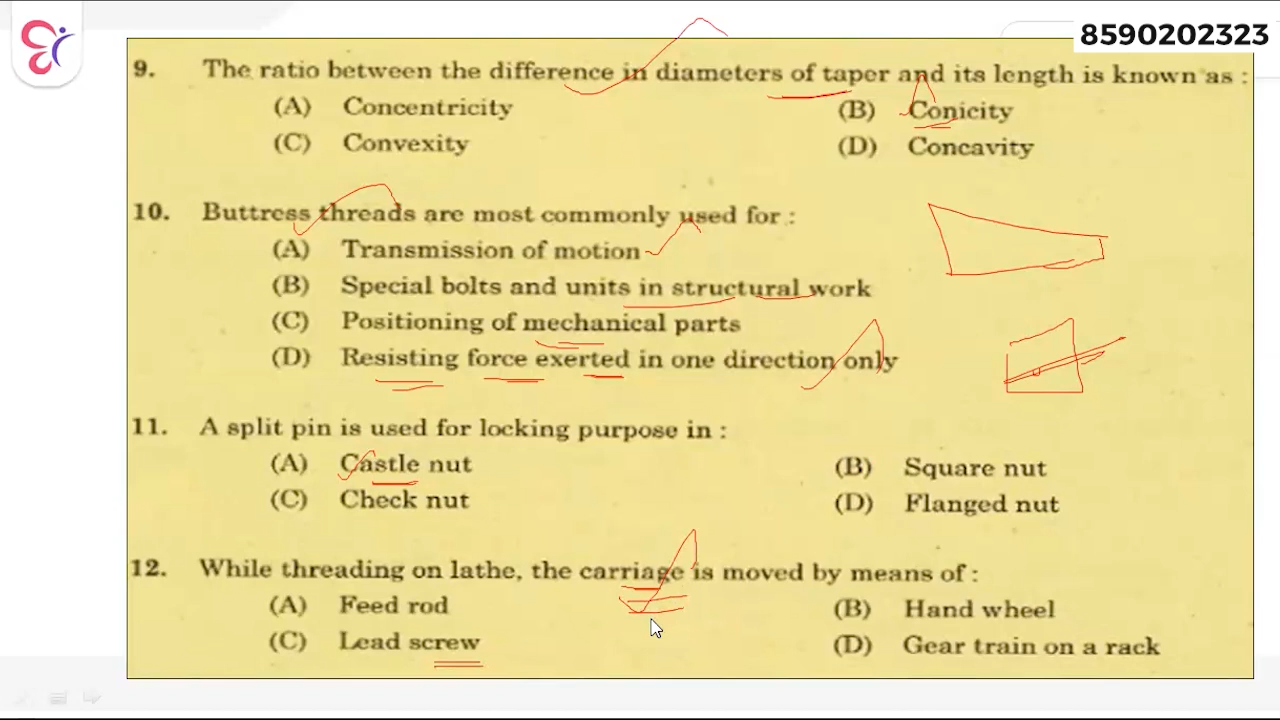 8590202323
9. The ratio between the difference in diameters of taper and its length is known as :
(A) Concentricity (B) Conicity
(C) Convexity (D) Concavity
10. Buttress threads are most commonly used for :
(A) Transmission of motion
(B) Special bolts and units in structural work
(C) Positioning of mechanical parts
(D) Resisting force exerted in one direction only
11. A split pin is used for locking purpose in :
(A) Castle nut (B) Square nut
(C) Check nut (D) Flanged nut
12. While threading on lathe, the carriage is moved by means of :
(A) Feed rod (B) Hand wheel
(C) Lead screw (D) Gear train on a rack